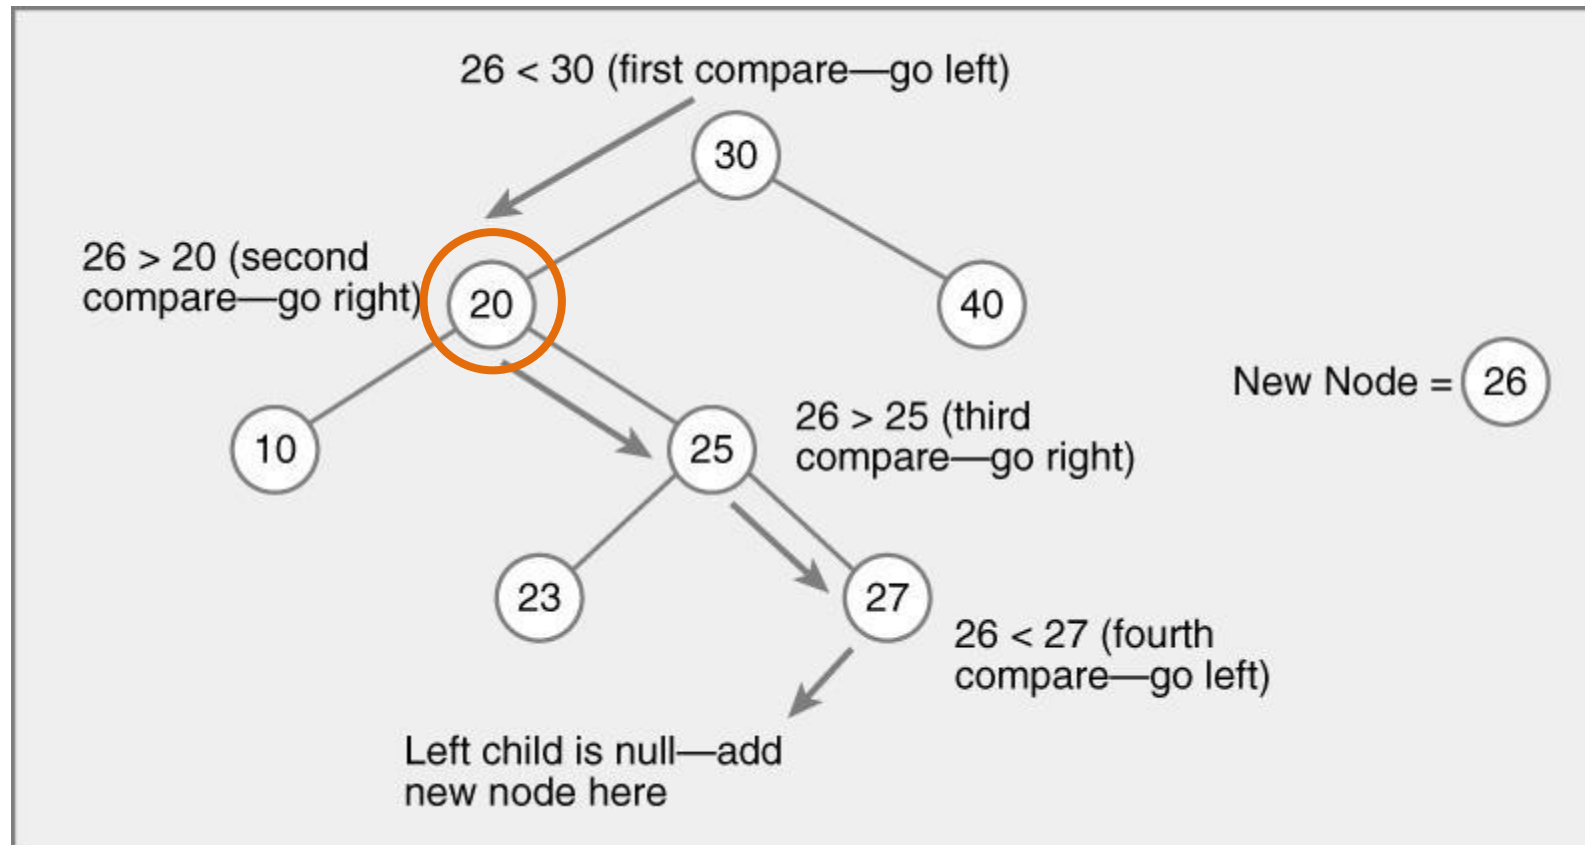 26 < 30 (first compare—go left)
30
26 > 20 (second
compare—go right)
20
40
New Node = 26
10
25
26 > 25 (third
compare—go right)
23
27
26 < 27 (fourth
compare—go left)
Left child is null—add
new node here